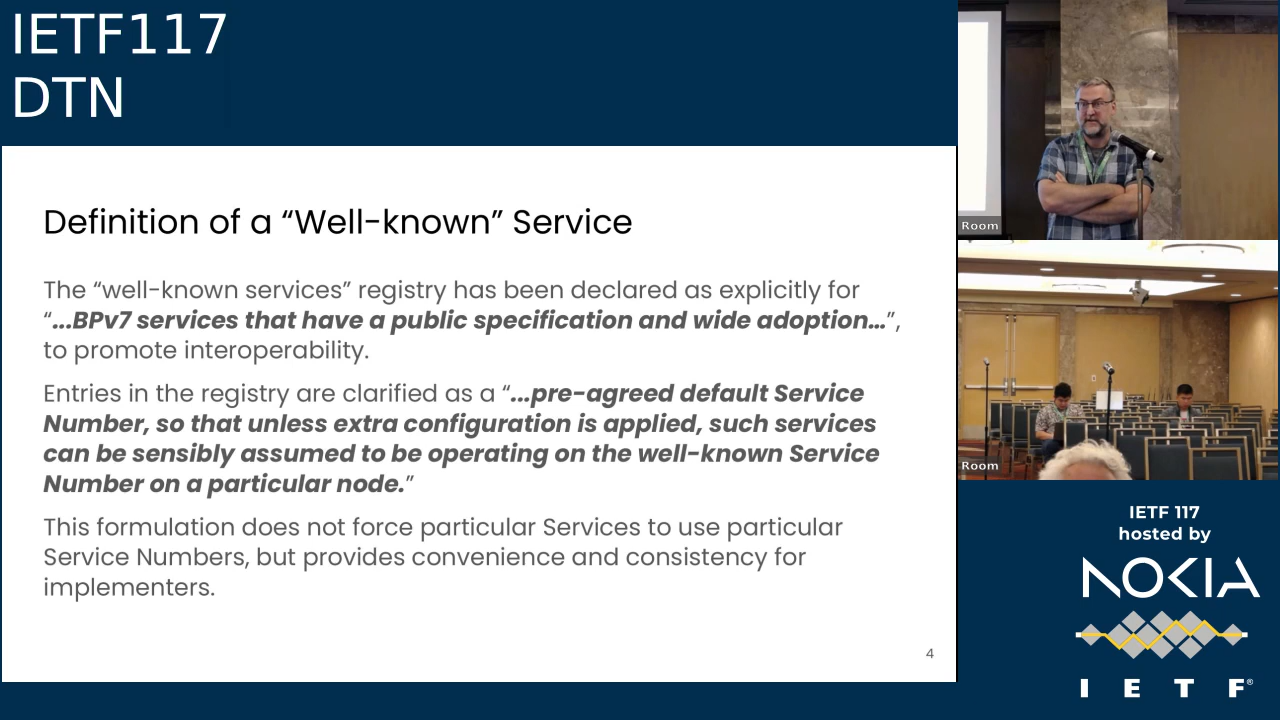 IETF117
DTN
Definition of a “Well-known” Service
The “well-known services” registry has been declared as explicitly for
“...BPv7 services that have a public specification and wide adoption...”,
to promote interoperability.
Entries in the registry are clarified as a “...pre-agreed default Service
Number, so that unless extra configuration is applied, such services
can be sensibly assumed to be operating on the well-known Service
Number on a particular node.”
This formulation does not force particular Services to use particular
Service Numbers, but provides convenience and consistency for
implementers.
4
Room
Room
IETF 117
hosted by
NOKIA
I E T F®